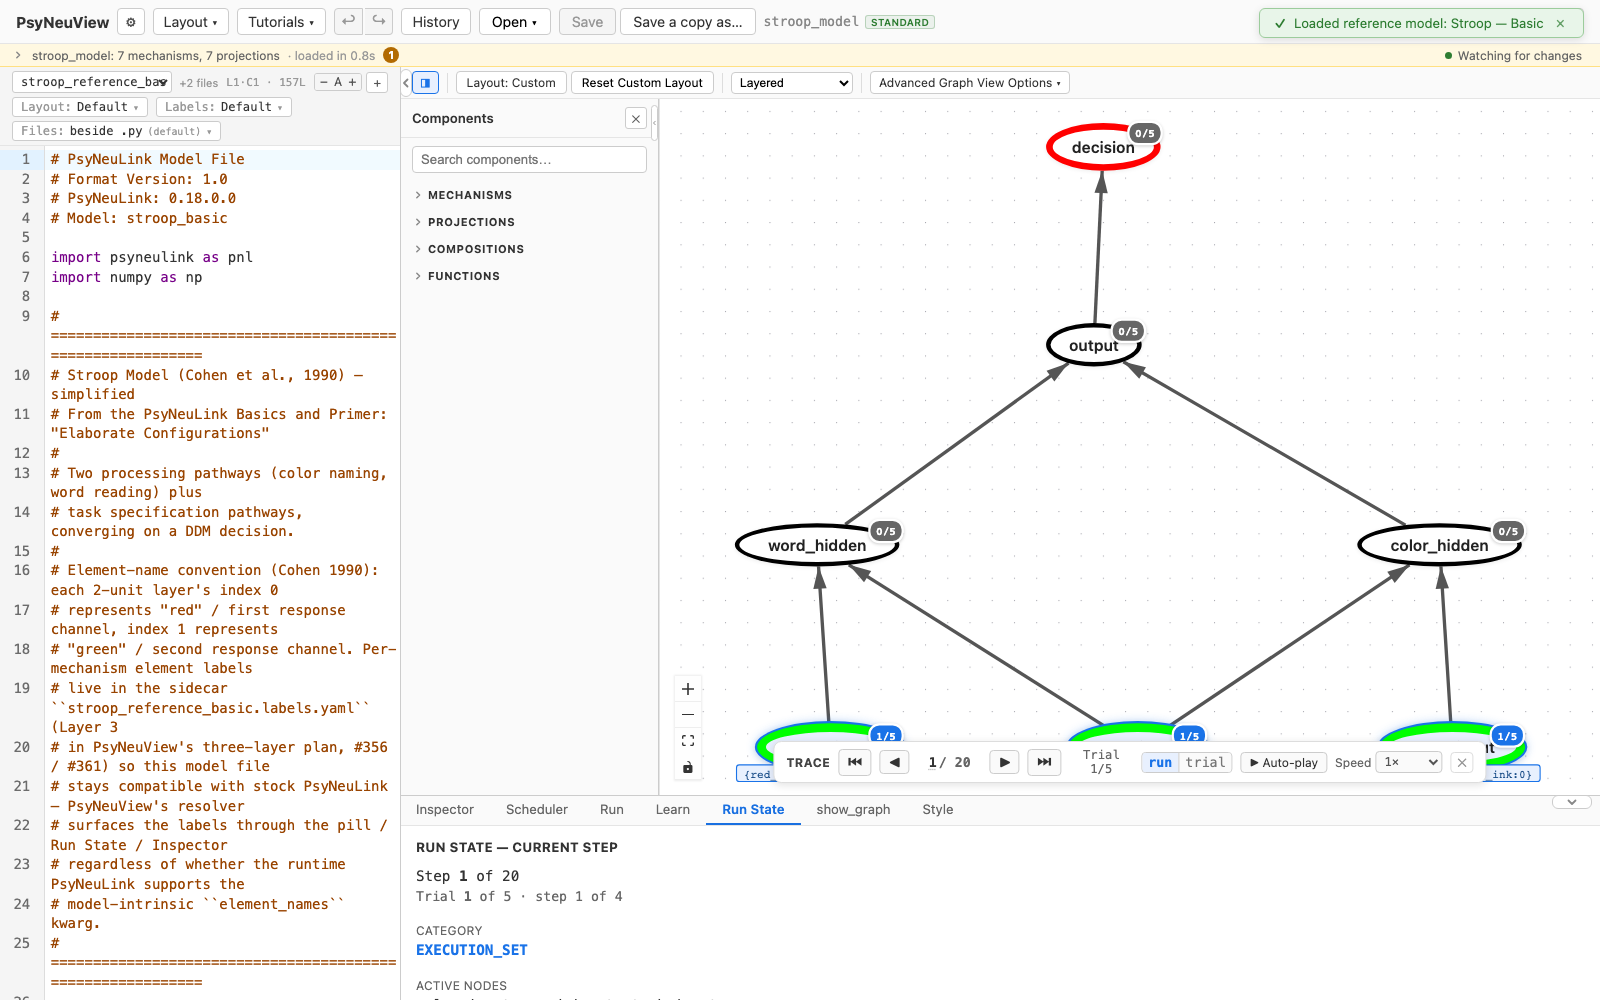 PsyNeuView
Layout ▾
Tutorials ▾
History
Open ▾
Save
Save a copy as...
stroop_model STANDARD
✓ Loaded reference model: Stroop — Basic ×
stroop_model: 7 mechanisms, 7 projections · loaded in 0.8s 1
Watching for changes
stroop_reference_bas
+2 files L1·C1 · 157L − A + +
Layout: Default ▾
Labels: Default ▾
Files: beside .py (default) ▾
Layout: Custom
Reset Custom Layout
Layered
Advanced Graph View Options ▾
1 # PsyNeuLink Model File
2 # Format Version: 1.0
3 # PsyNeuLink: 0.18.0.0
4 # Model: stroop_basic
5
6 import psyneulink as pnl
7 import numpy as np
8
9 #
=========================================
==================
10 # Stroop Model (Cohen et al., 1990) —
simplified
11 # From the PsyNeuLink Basics and Primer:
"Elaborate Configurations"
12 #
13 # Two processing pathways (color naming,
word reading) plus
14 # task specification pathways,
converging on a DDM decision.
15 #
16 # Element-name convention (Cohen 1990):
each 2-unit layer's index 0
17 # represents "red" / first response
channel, index 1 represents
18 # "green" / second response channel. Per-
mechanism element labels
19 # live in the sidecar
``stroop_reference_basic.labels.yaml``
(Layer 3
20 # in PsyNeuView's three-layer plan, #356
/ #361) so this model file
21 # stays compatible with stock PsyNeuLink
— PsyNeuView's resolver
22 # surfaces the labels through the pill /
Run State / Inspector
23 # regardless of whether the runtime
PsyNeuLink supports the
24 # model-intrinsic ``element_names``
kwarg.
25 #
=========================================
==================
Components ×
Search components...
MECHANISMS
PROJECTIONS
COMPOSITIONS
FUNCTIONS
decision 0/5
output 0/5
word_hidden 0/5
color_hidden 0/5
1/5
1/5
1/5
{red_
ink:0}
TRACE
1 / 20
Trial
1/5
run trial
▶ Auto-play
Speed 1×
Inspector
Scheduler
Run
Learn
Run State
show_graph
Style
RUN STATE — CURRENT STEP
Step 1 of 20
Trial 1 of 5 · step 1 of 4
CATEGORY
EXECUTION_SET
ACTIVE NODES